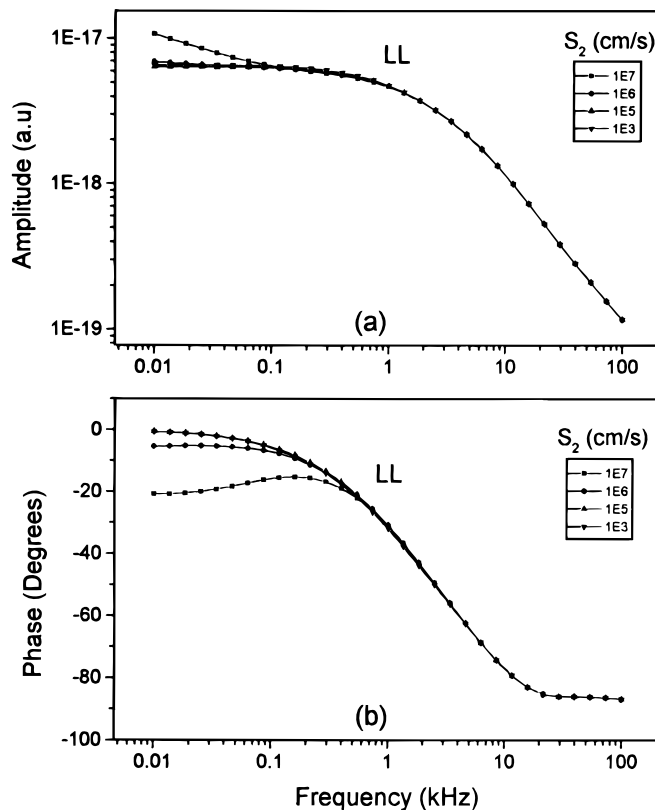 1E-17
1E-18
1E-19
Amplitude (a.u)
LL
S2 (cm/s)
1E7
1E6
1E5
1E3
(a)
0.01 0.1 1 10 100
0
-20
-40
-60
-80
-100
Phase (Degrees)
LL
S2 (cm/s)
1E7
1E6
1E5
1E3
(b)
0.01 0.1 1 10 100
Frequency (kHz)